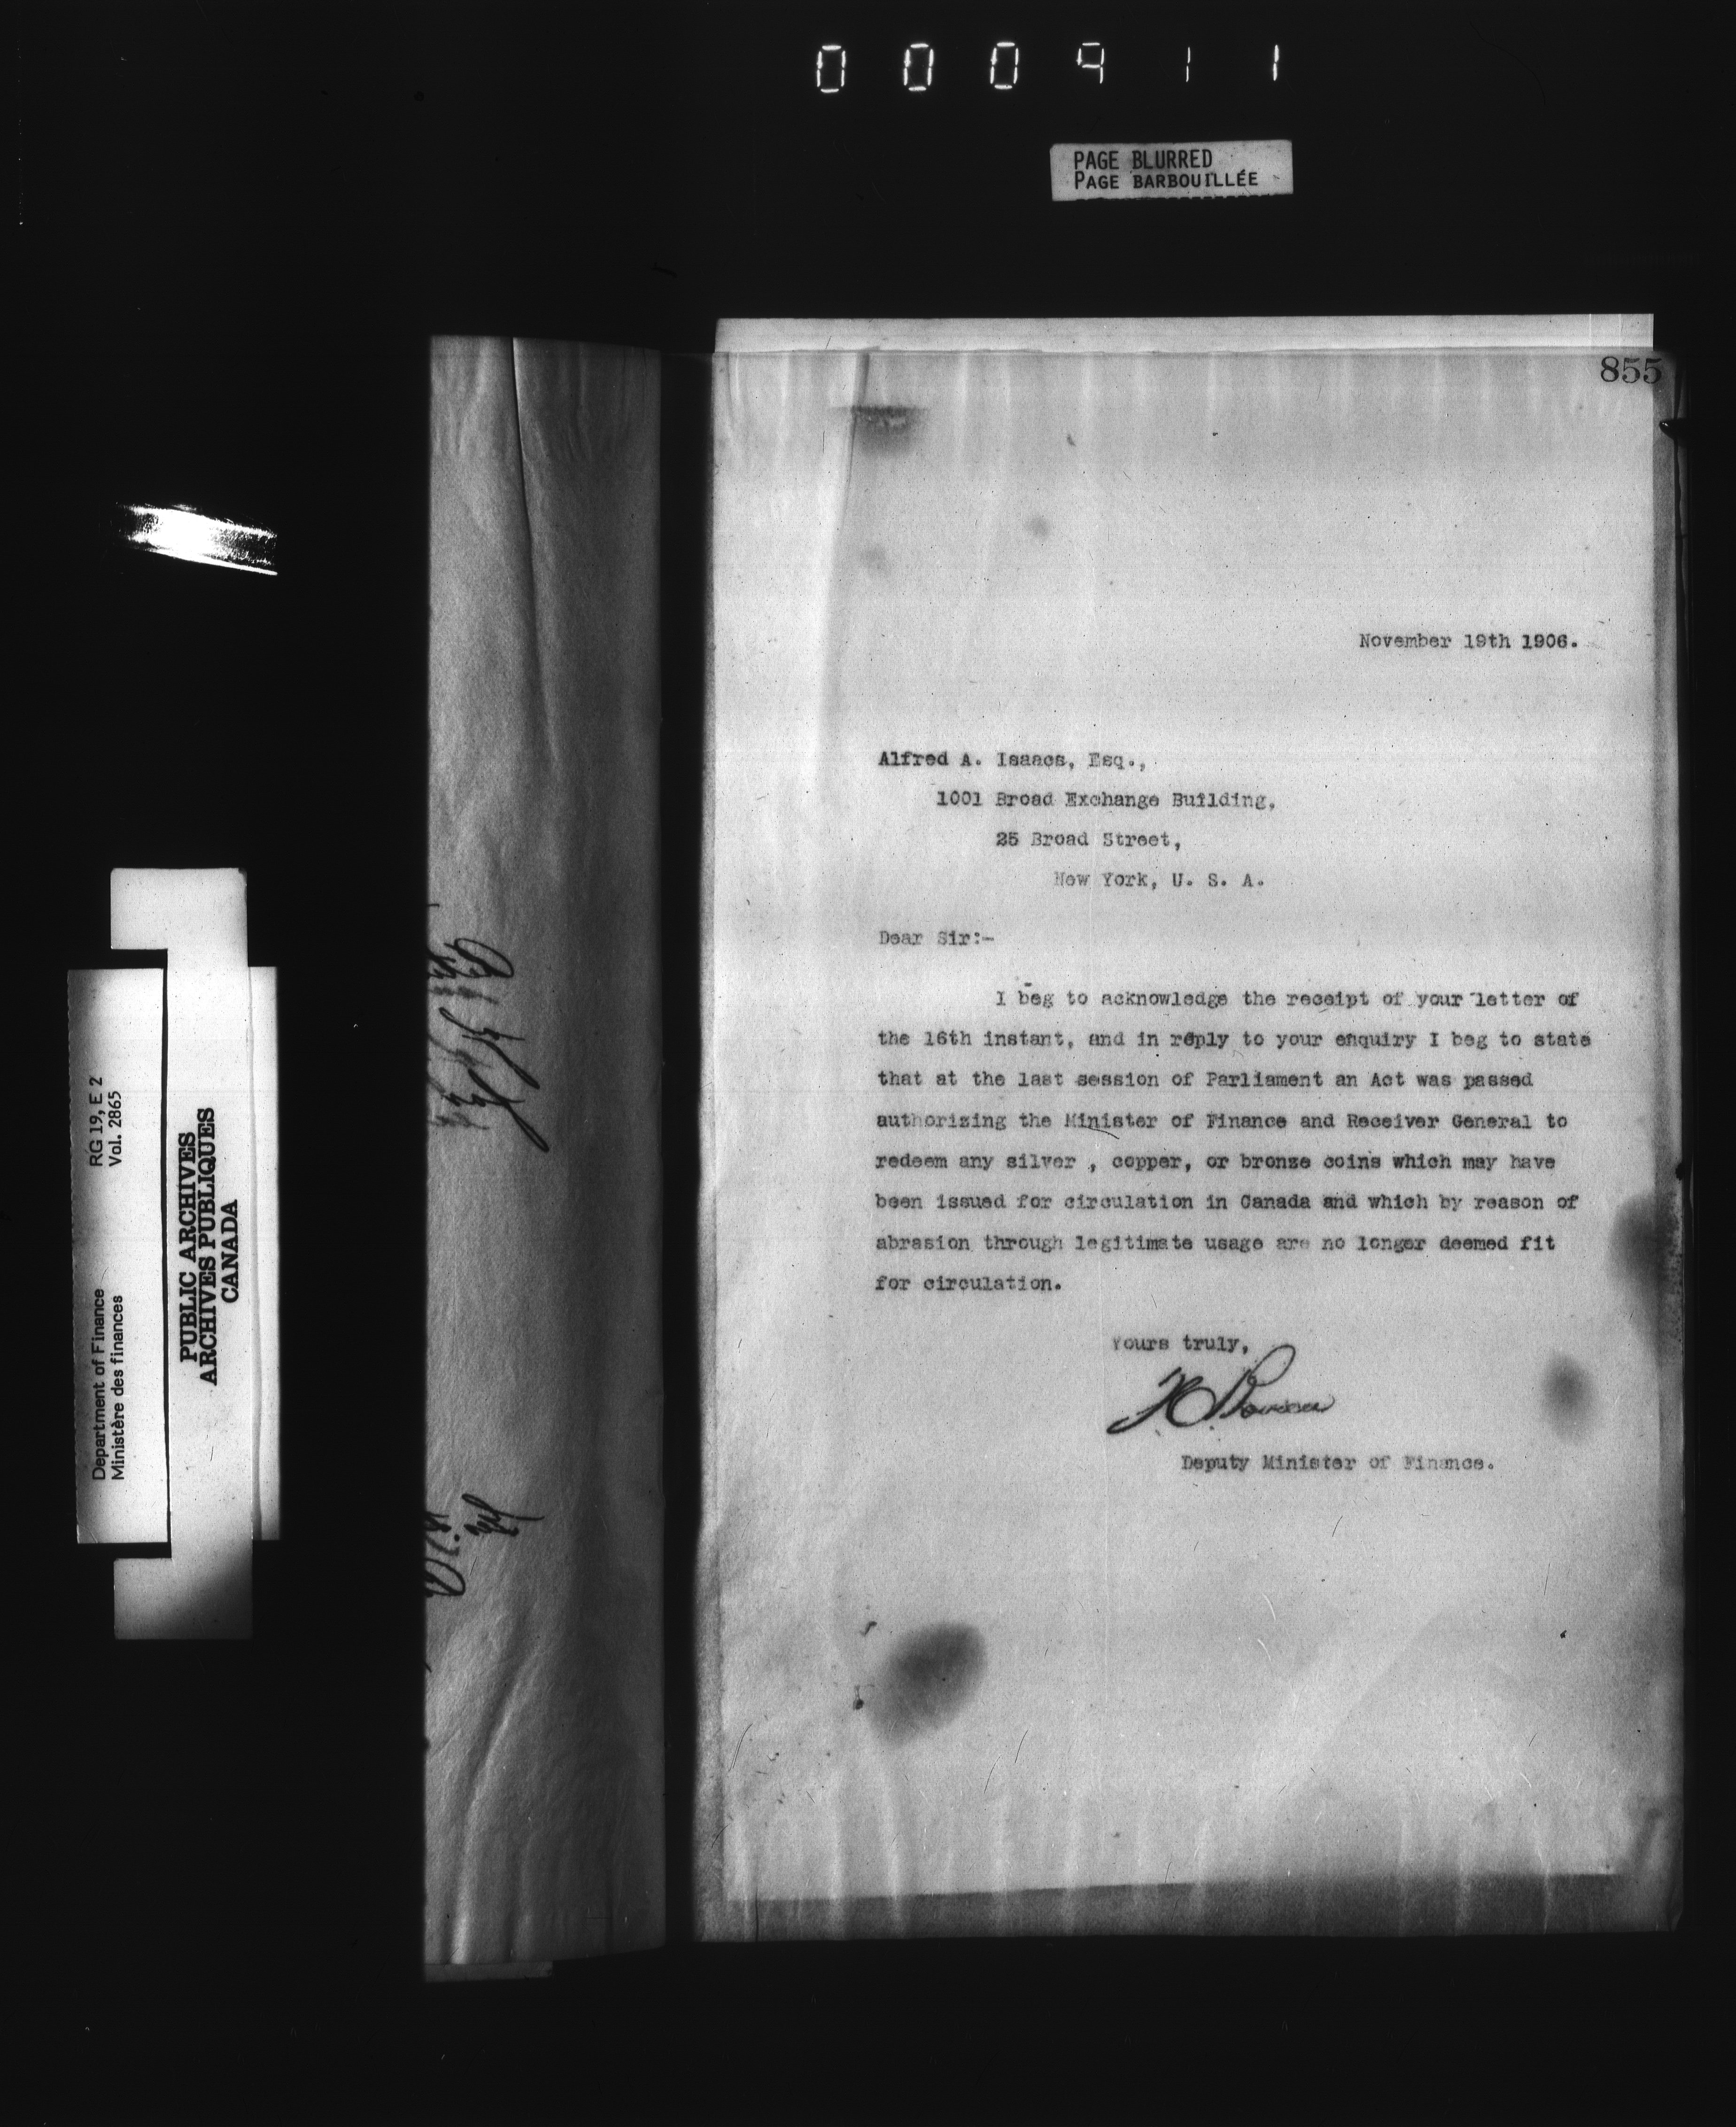 000911
PAGE BLURRED
PAGE BARBOUILLÉE
855
November 19th 1906.
Alfred A. Isaacs, Esq.,
1001 Broad Exchange Building,
25 Broad Street,
New York, U. S. A.
Dear Sir:-
I beg to acknowledge the receipt of your letter of
the 16th instant, and in reply to your enquiry I beg to state
that at the last session of Parliament an Act was passed
authorizing the Minister of Finance and Receiver General to
redeem any silver , copper, or bronze coins which may have
been issued for circulation in Canada and which by reason of
abrasion through legitimate usage are no longer deemed fit
for circulation.
Yours truly,
Deputy Minister of Finance.
Department of Finance RG 19, E 2
Ministère des finances Vol. 2865
PUBLIC ARCHIVES
ARCHIVES PUBLIQUES
CANADA